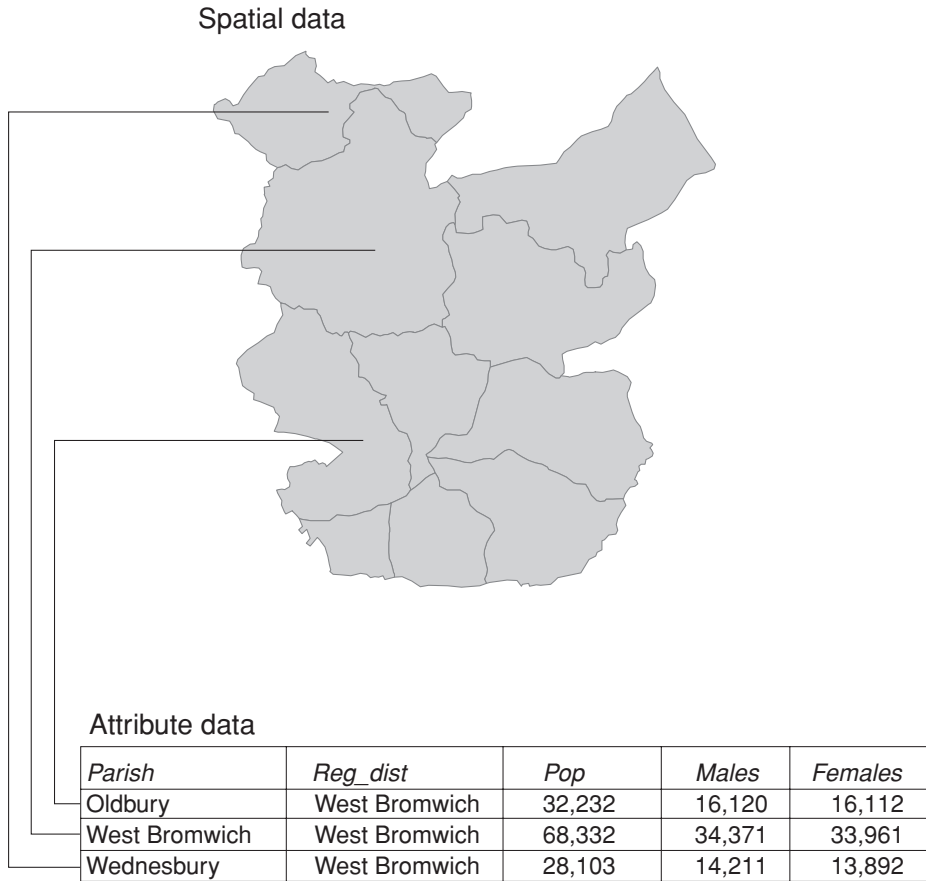 Spatial data
Attribute data
Parish Reg_dist Pop Males Females
Oldbury West Bromwich 32,232 16,120 16,112
West Bromwich West Bromwich 68,332 34,371 33,961
Wednesbury West Bromwich 28,103 14,211 13,892